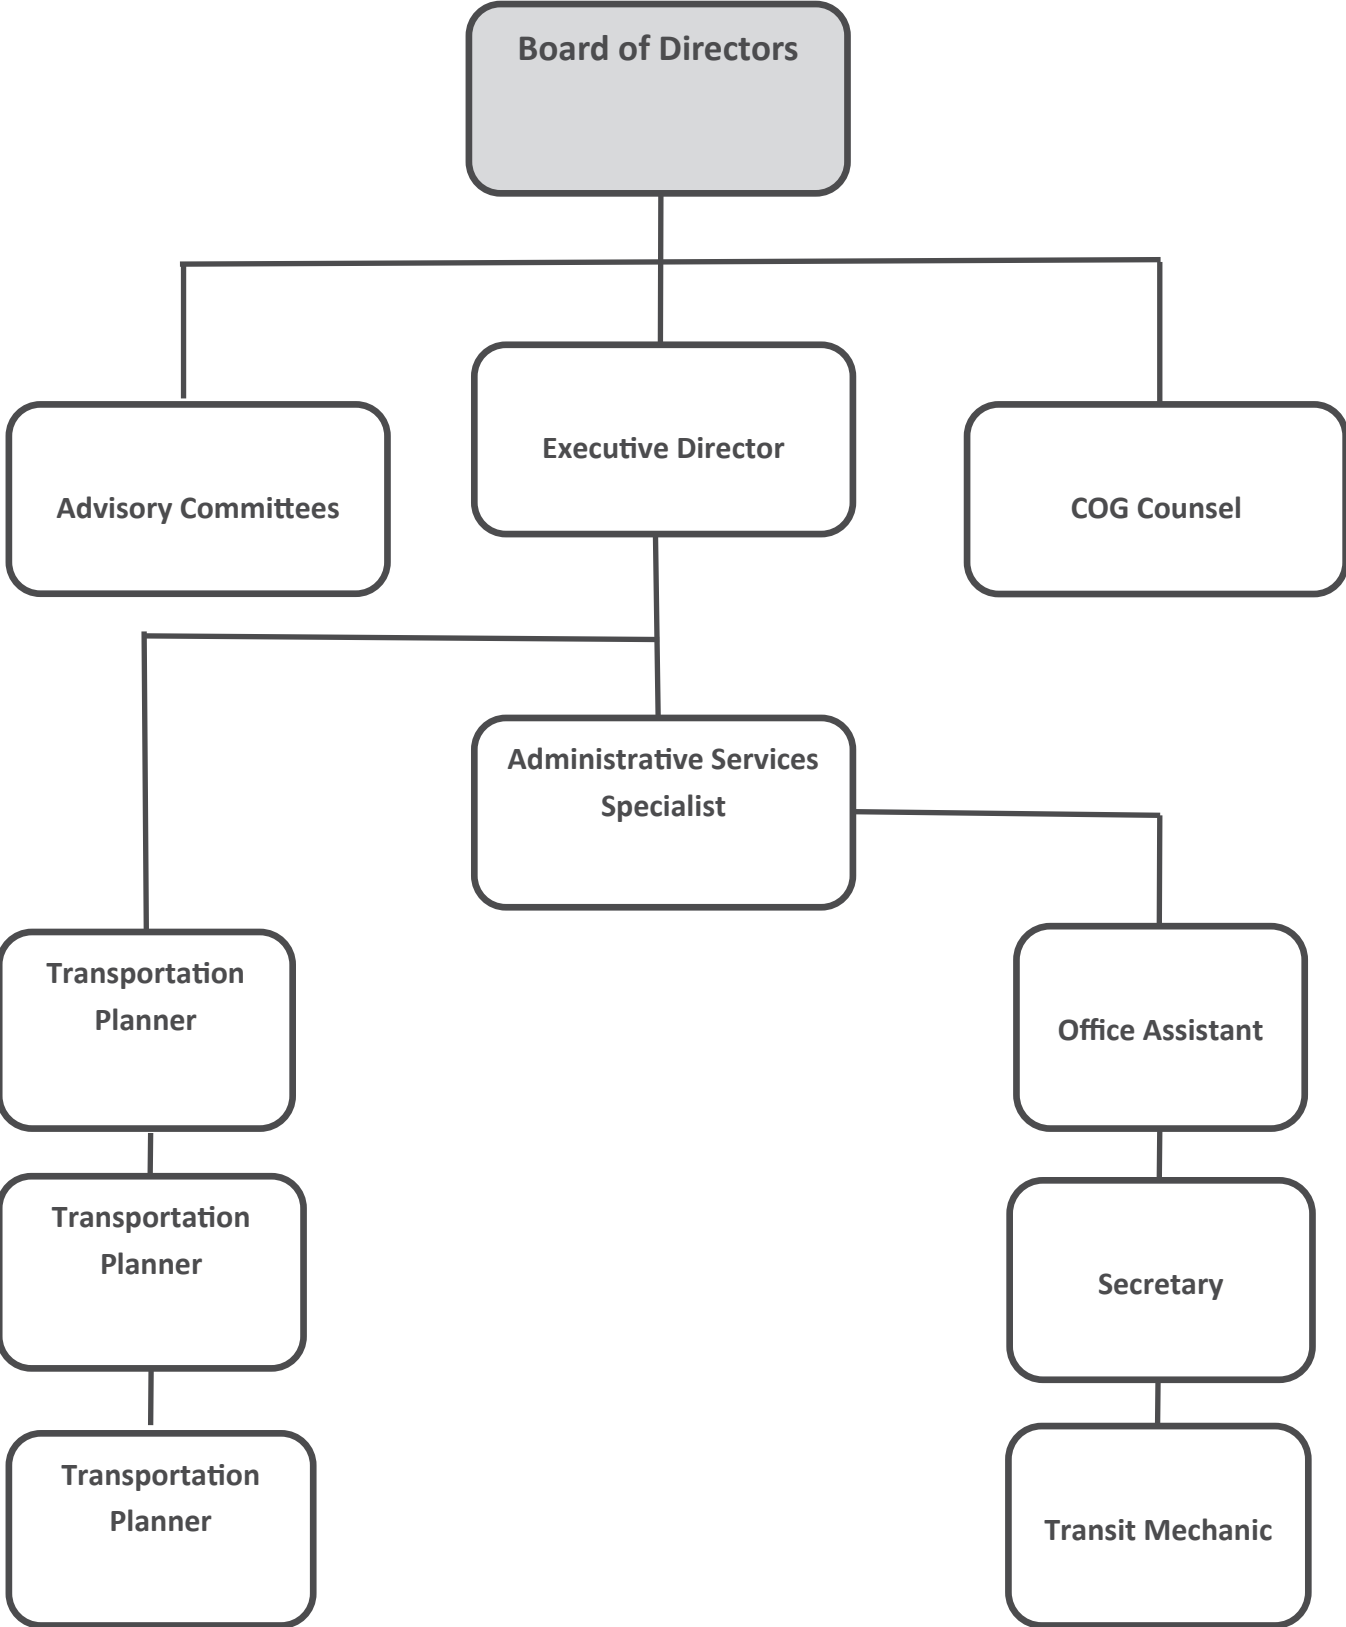 Board of Directors
Executive Director
Advisory Committees
COG Counsel
Administrative Services
Specialist
Transportation
Planner
Office Assistant
Transportation
Planner
Secretary
Transportation
Planner
Transit Mechanic